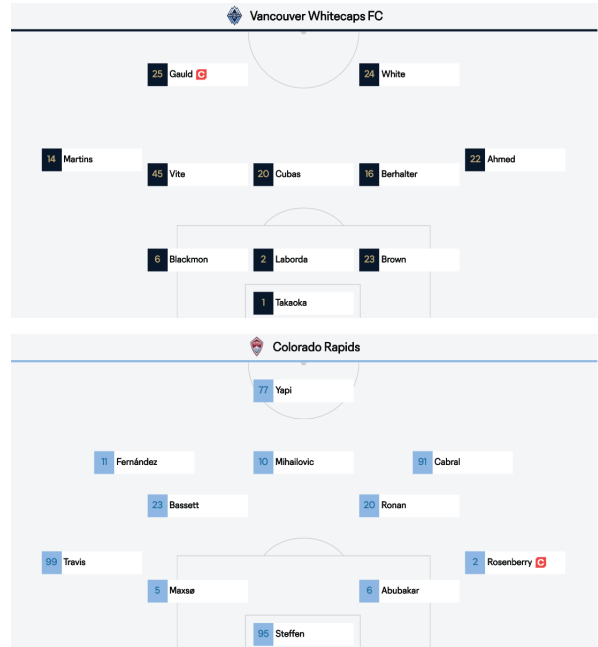 Vancouver Whitecaps FC
25 Gauld C
24 White
14 Martins
22 Ahmed
45 Vite
20 Cubas
16 Berhalter
6 Blackmon
2 Laborda
23 Brown
1 Takaoka
Colorado Rapids
77 Yapi
11 Fernández
10 Mihailovic
91 Cabral
23 Bassett
20 Ronan
99 Travis
2 Rosenberry C
5 Maxsø
6 Abubakar
95 Steffen